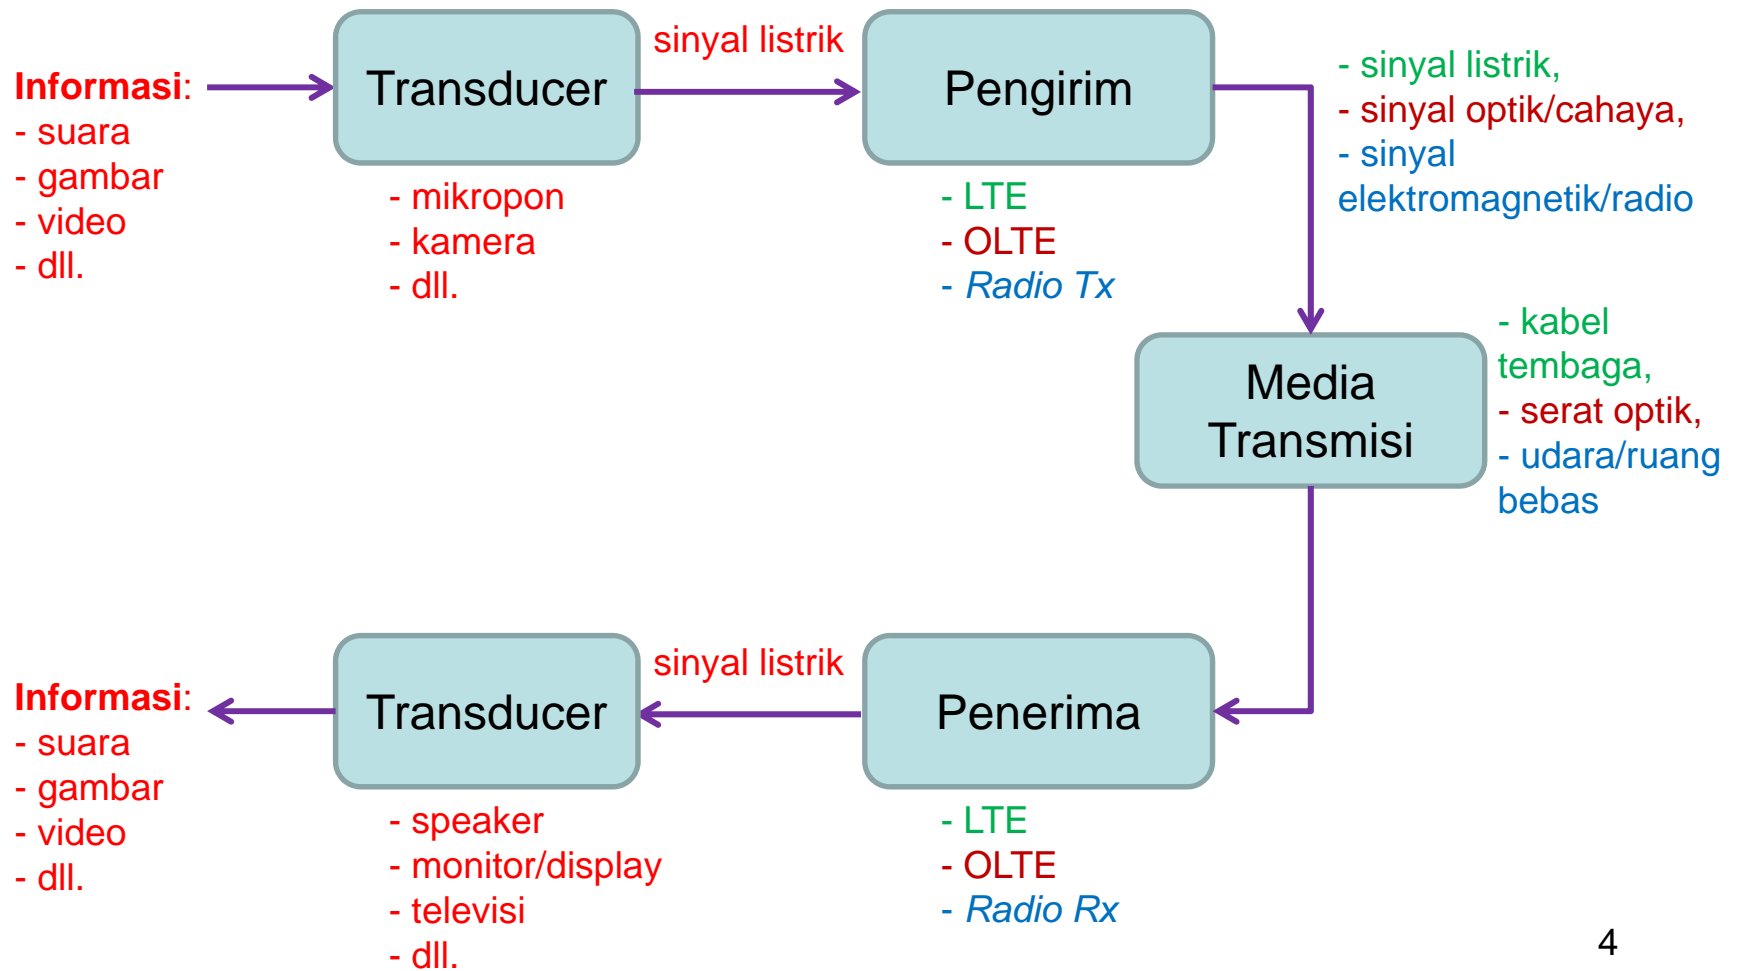 Informasi:
- suara
- gambar
- video
- dll.
Transducer
- mikropon
- kamera
- dll.
sinyal listrik
Pengirim
- LTE
- OLTE
- Radio Tx
- sinyal listrik,
- sinyal optik/cahaya,
- sinyal
elektromagnetik/radio
Media
Transmisi
- kabel
tembaga,
- serat optik,
- udara/ruang
bebas
Penerima
- LTE
- OLTE
- Radio Rx
sinyal listrik
Transducer
- speaker
- monitor/display
- televisi
- dll.
Informasi:
- suara
- gambar
- video
- dll.
4